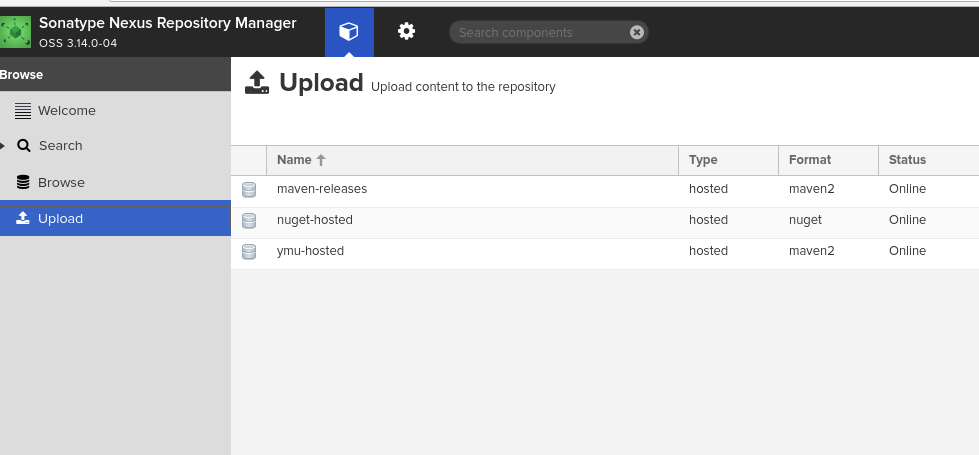 Sonatype Nexus Repository Manager
OSS 3.14.0-04
Search components
Browse
Welcome
Search
Browse
Upload
Upload Upload content to the repository
Name Type Format Status
maven-releases hosted maven2 Online
nuget-hosted hosted nuget Online
ymu-hosted hosted maven2 Online